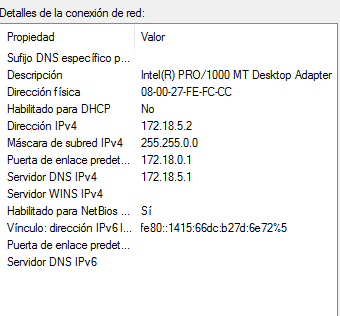 Detalles de la conexión de red:
Propiedad Valor
Sufijo DNS específico p...
Descripción Intel(R) PRO/1000 MT Desktop Adapter
Dirección física 08-00-27-FE-FC-CC
Habilitado para DHCP No
Dirección IPv4 172.18.5.2
Máscara de subred IPv4 255.255.0.0
Puerta de enlace predet... 172.18.0.1
Servidor DNS IPv4 172.18.5.1
Servidor WINS IPv4
Habilitado para NetBios ... Sí
Vínculo: dirección IPv6 l... fe80::1415:66dc:b27d:6e72%5
Puerta de enlace predet...
Servidor DNS IPv6